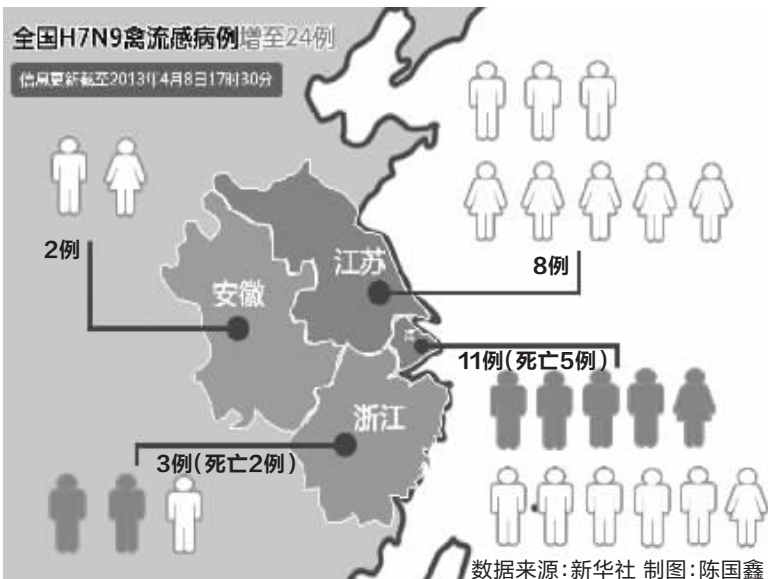 全国H7N9禽流感病例增至24例
信息更新截至2013年4月8日17时30分
2例
江苏
8例
安徽
11例(死亡5例)
浙江
3例(死亡2例)
数据来源:新华社 制图:陈国鑫